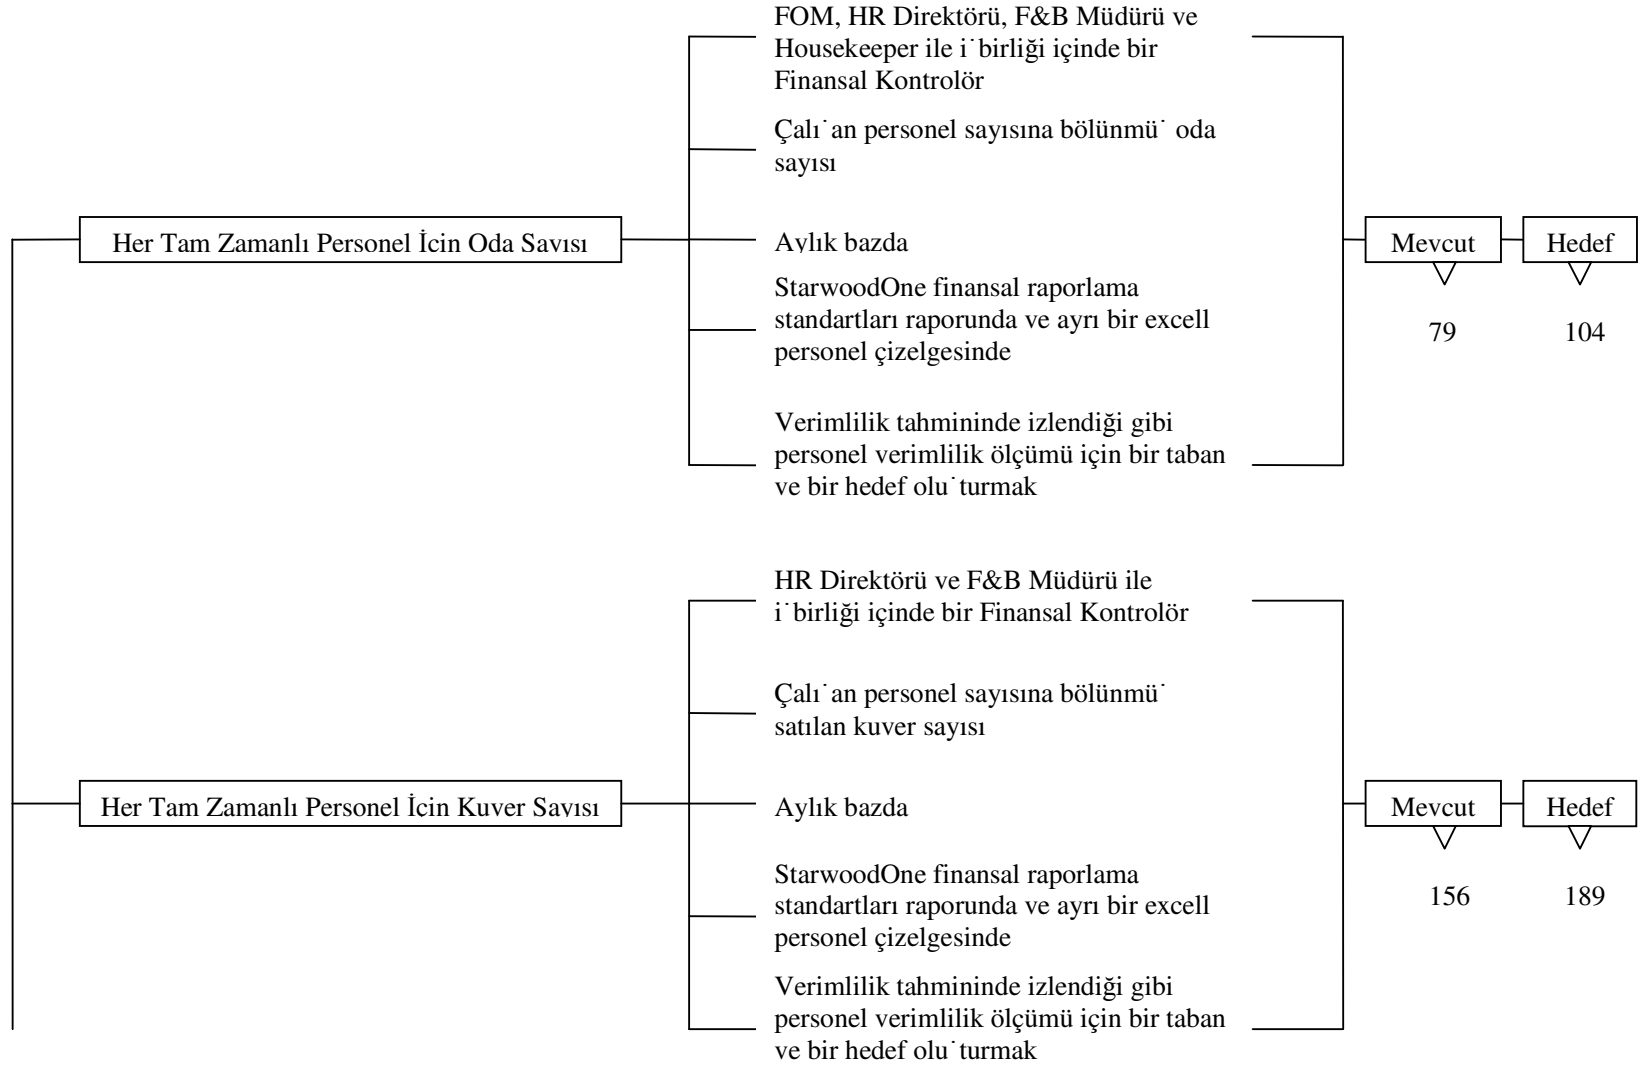 FOM, HR Direktörü, F&B Müdürü ve
Housekeeper ile i˙birliği içinde bir
Finansal Kontrolör
Çalı˙an personel sayısına bölünmü˙ oda
sayısı
Her Tam Zamanlı Personel İçin Oda Sayısı
Aylık bazda
Mevcut
Hedef
StarwoodOne finansal raporlama
standartları raporunda ve ayrı bir excell
personel çizelgesinde
79
104
Verimlilik tahmininde izlendiği gibi
personel verimlilik ölçümü için bir taban
ve bir hedef olu˙turmak
HR Direktörü ve F&B Müdürü ile
i˙birliği içinde bir Finansal Kontrolör
Çalı˙an personel sayısına bölünmü˙
satılan kuver sayısı
Her Tam Zamanlı Personel İçin Kuver Sayısı
Aylık bazda
Mevcut
Hedef
StarwoodOne finansal raporlama
standartları raporunda ve ayrı bir excell
personel çizelgesinde
156
189
Verimlilik tahmininde izlendiği gibi
personel verimlilik ölçümü için bir taban
ve bir hedef olu˙turmak